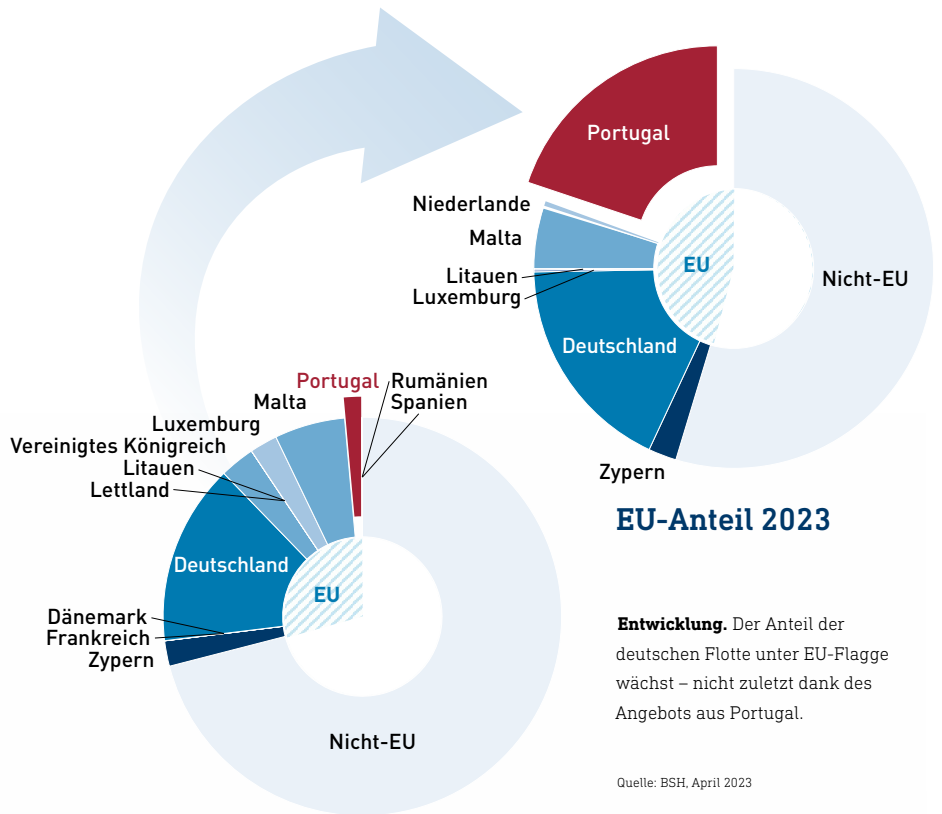 Portugal
Niederlande
Malta
Litauen
Luxemburg
EU
Nicht-EU
Deutschland
Zypern
EU-Anteil 2023
Portugal
Rumänien
Spanien
Malta
Luxemburg
Vereinigtes Königreich
Litauen
Lettland
Deutschland
EU
Dänemark
Frankreich
Zypern
Nicht-EU
Entwicklung. Der Anteil der
deutschen Flotte unter EU-Flagge
wächst – nicht zuletzt dank des
Angebots aus Portugal.
Quelle: BSH, April 2023